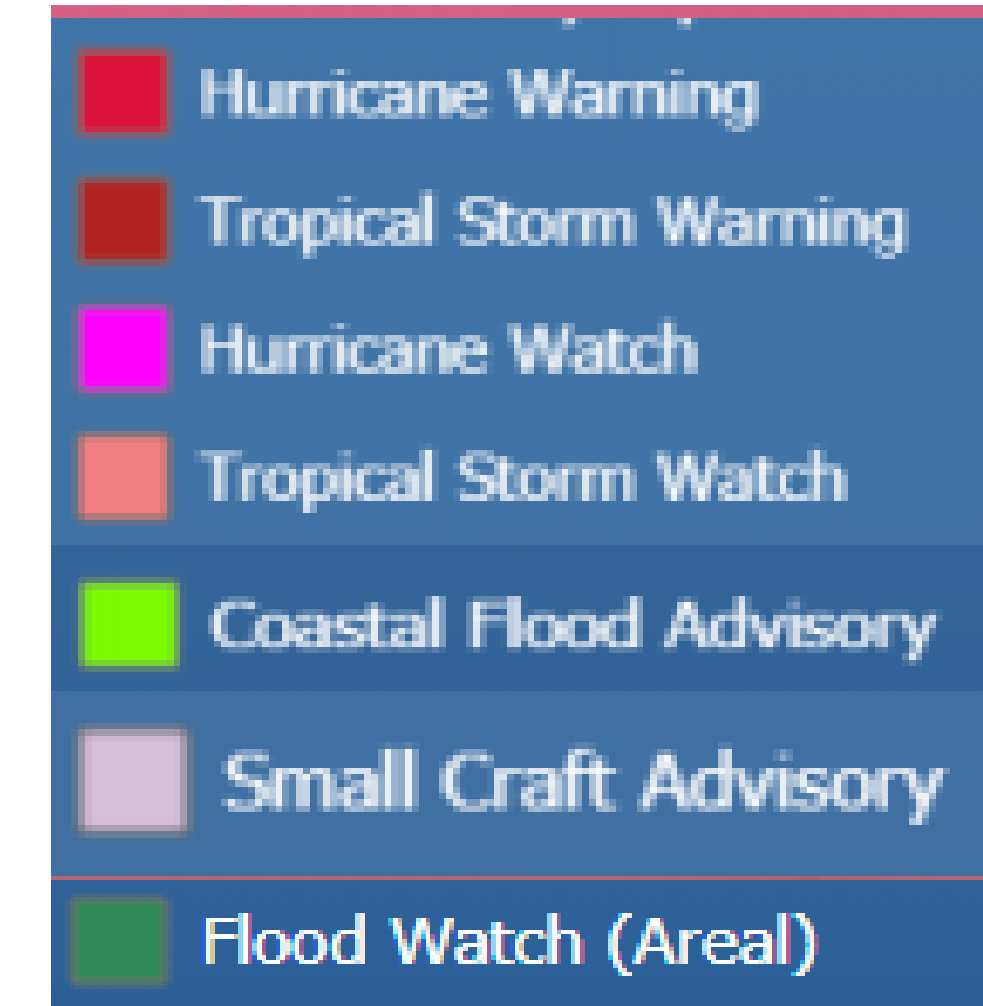 Hurricane Warning
Tropical Storm Warning
Hurricane Watch
Tropical Storm Watch
Coastal Flood Advisory
Small Craft Advisory
Flood Watch (Areal)